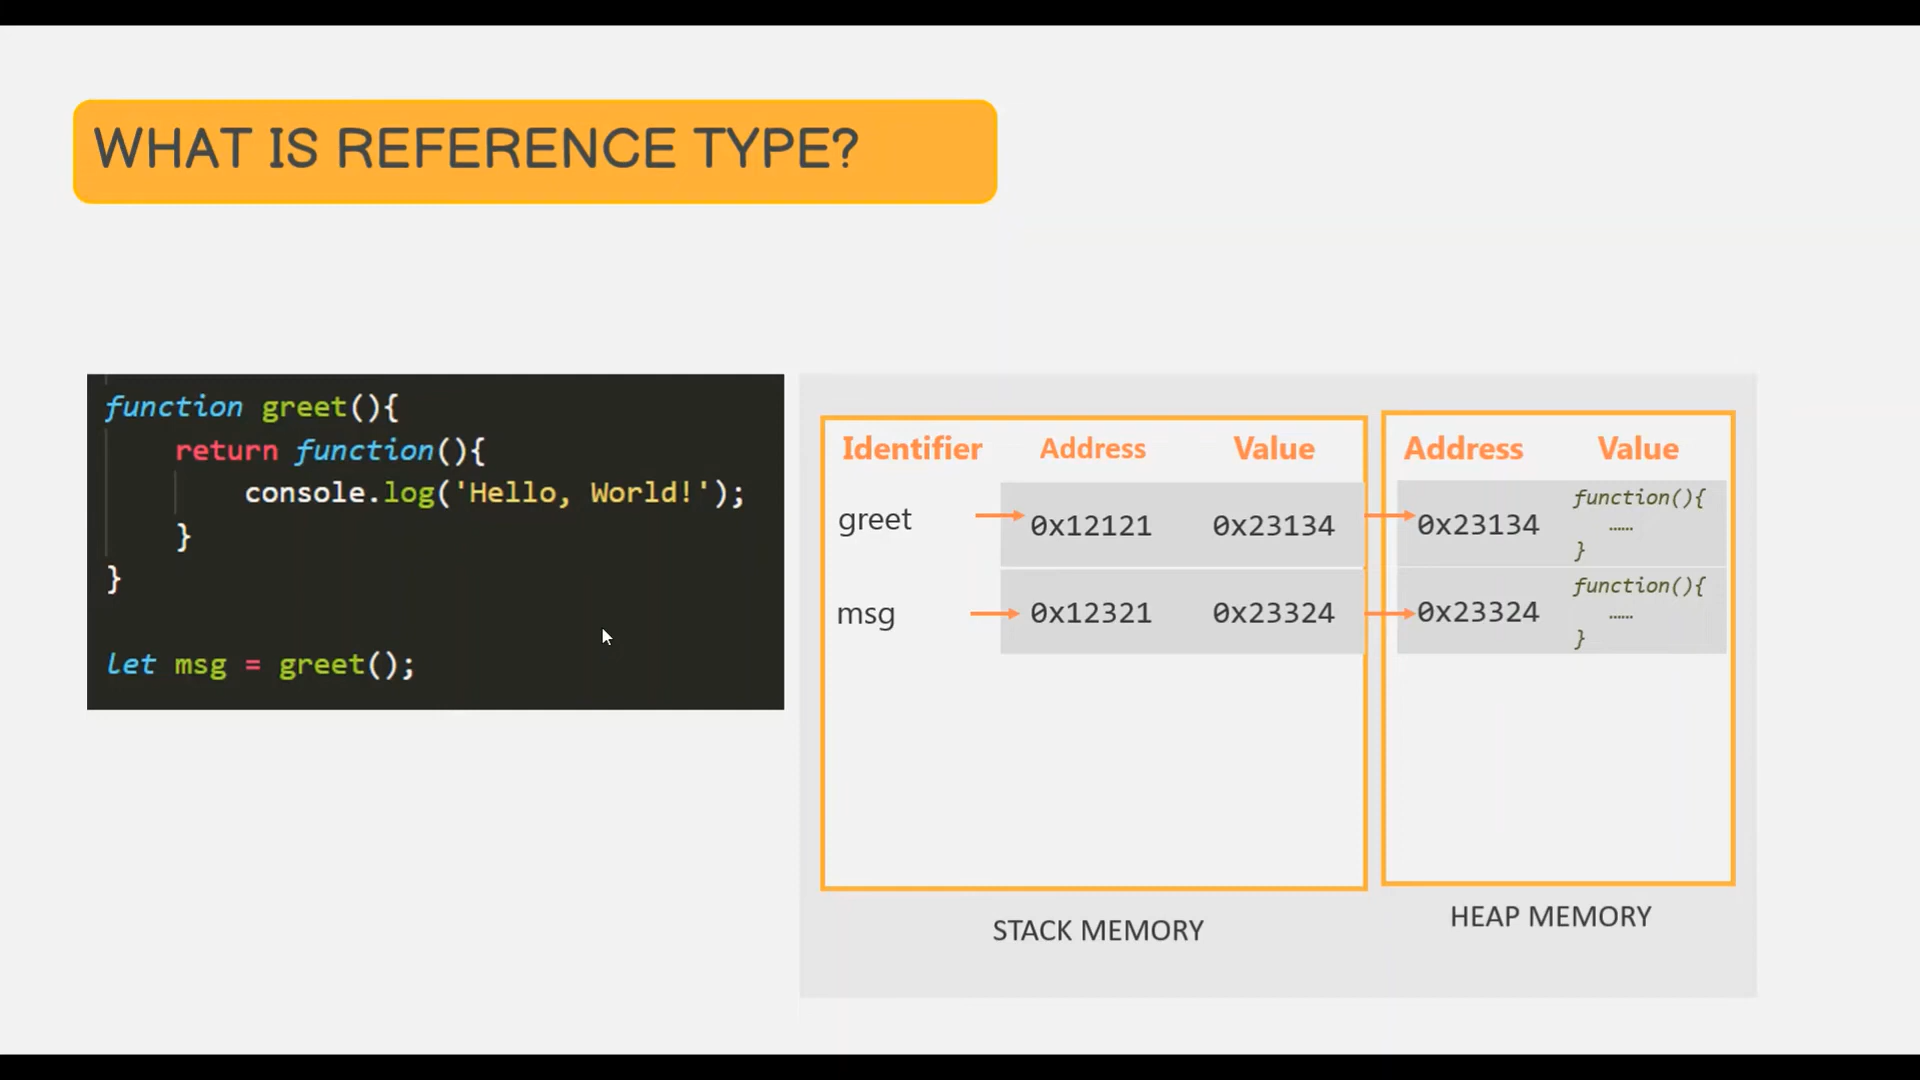 WHAT IS REFERENCE TYPE?
function greet(){
return function(){
console.log('Hello, World!');
}
}
let msg = greet();
Identifier Address Value
greet 0x12121 0x23134
msg 0x12321 0x23324
STACK MEMORY
Address Value
0x23134 function(){
......
}
0x23324 function(){
......
}
HEAP MEMORY